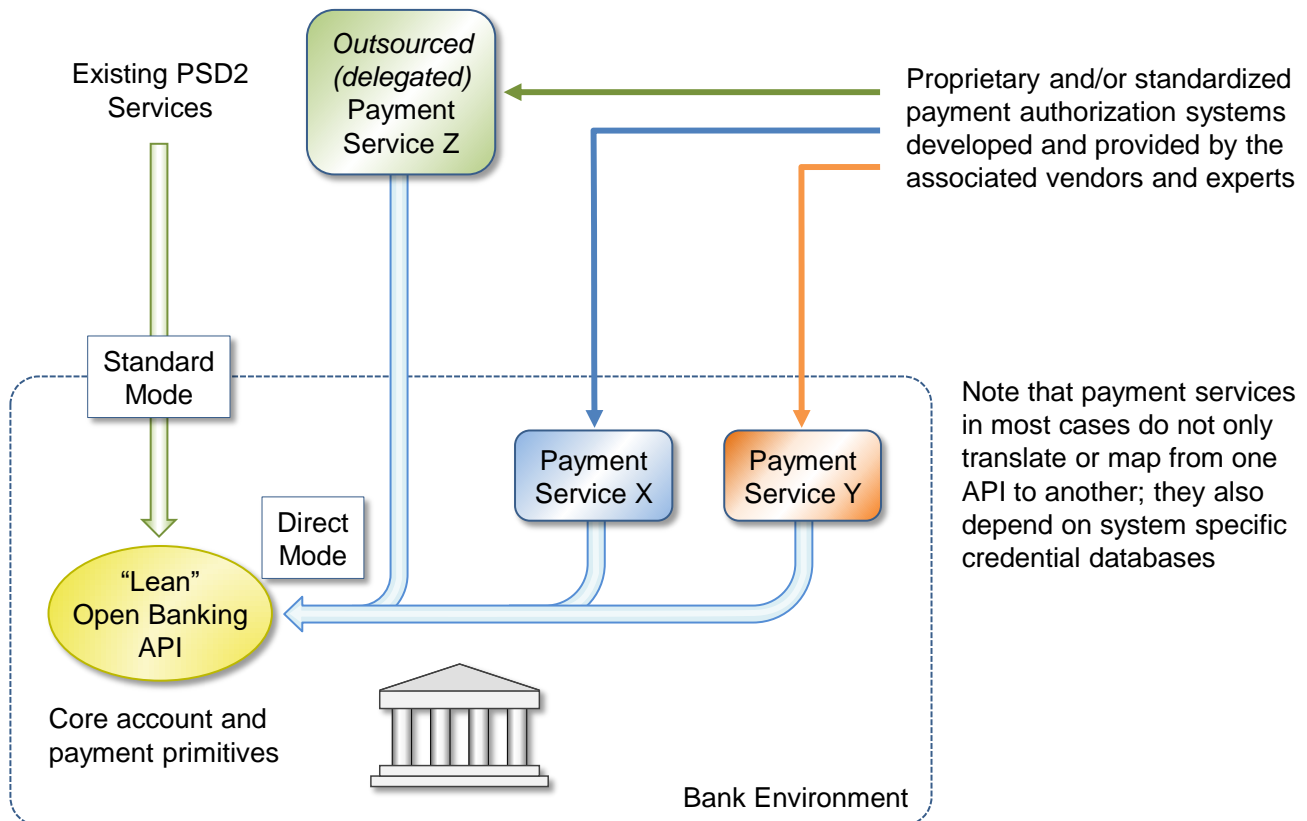 Existing PSD2
Services
Outsourced
(delegated)
Payment
Service Z
Proprietary and/or standardized
payment authorization systems
developed and provided by the
associated vendors and experts
Standard
Mode
Payment
Service X
Payment
Service Y
Note that payment services
in most cases do not only
translate or map from one
API to another; they also
depend on system specific
credential databases
Direct
Mode
“Lean”
Open Banking
API
Core account and
payment primitives
Bank Environment